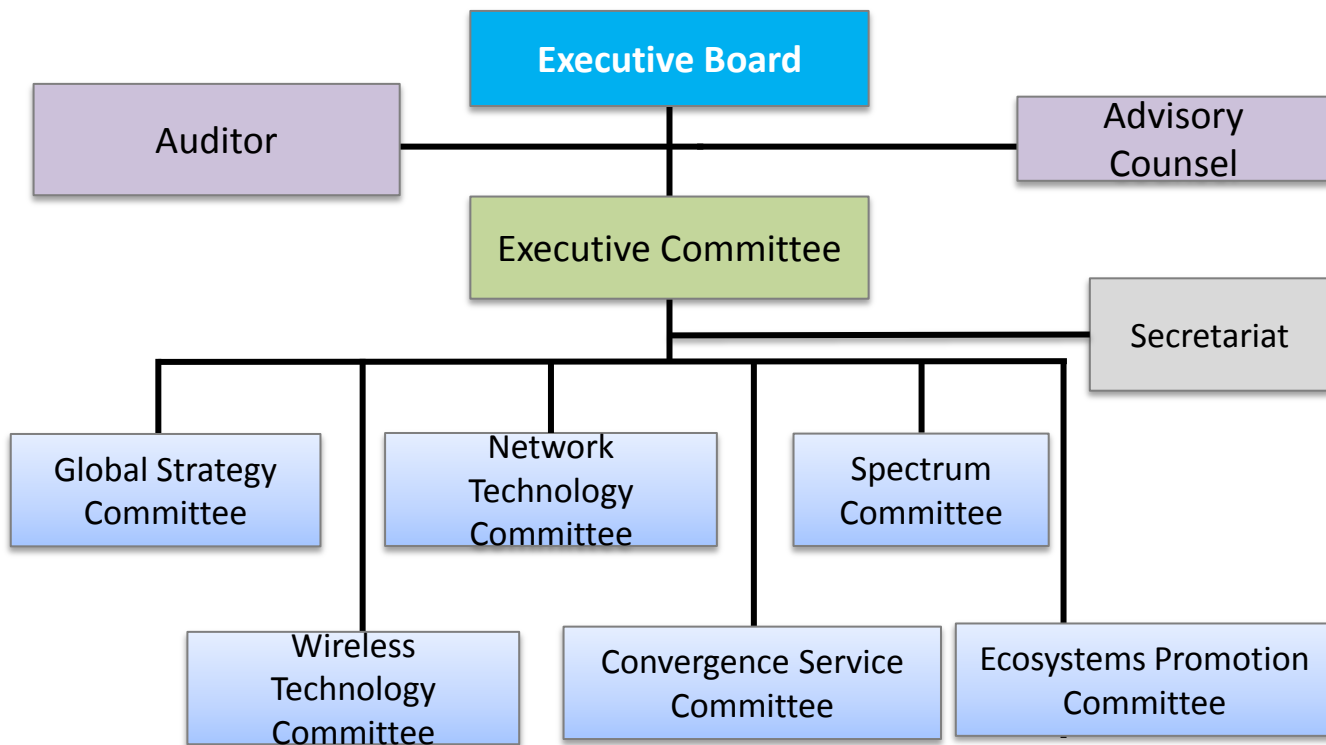 Executive Board
Auditor
Advisory
Counsel
Executive Committee
Secretariat
Global Strategy
Committee
Network
Technology
Committee
Spectrum
Committee
Wireless
Technology
Committee
Convergence Service
Committee
Ecosystems Promotion
Committee